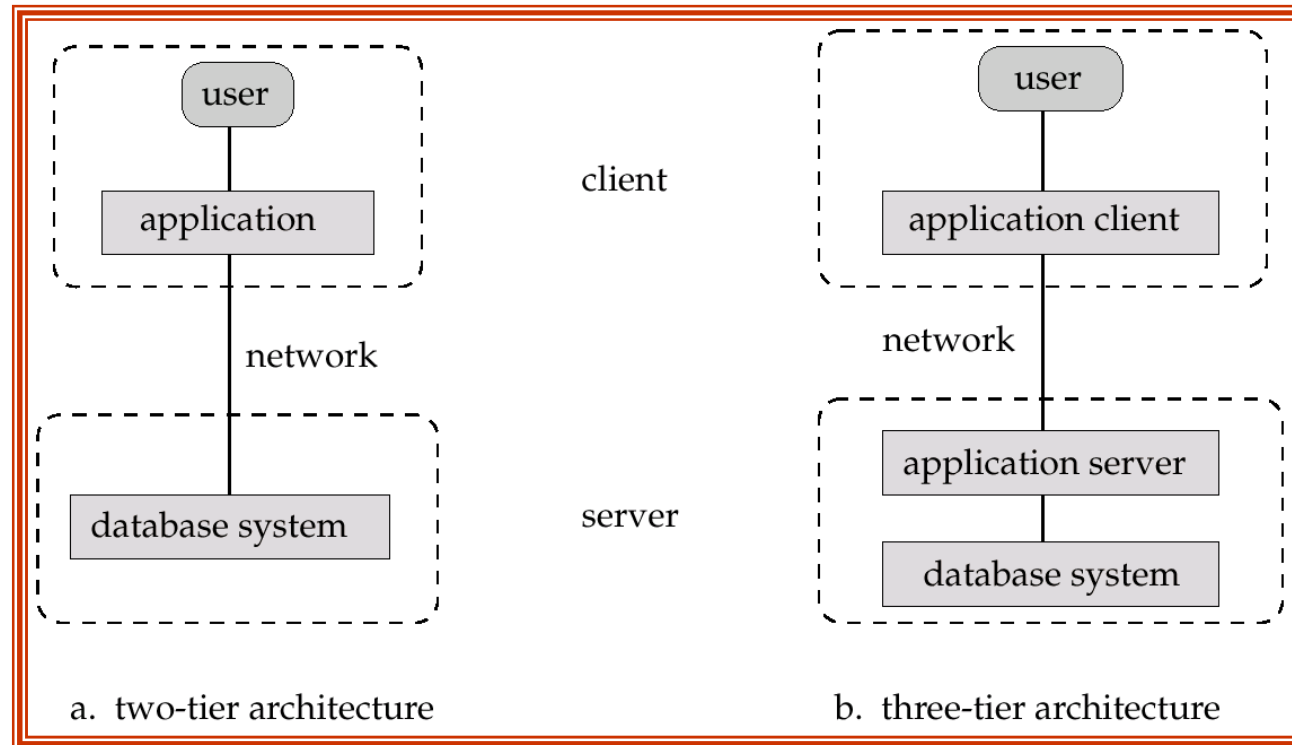 user
application
network
database system
client
server
user
application client
network
application server
database system
a. two-tier architecture
b. three-tier architecture